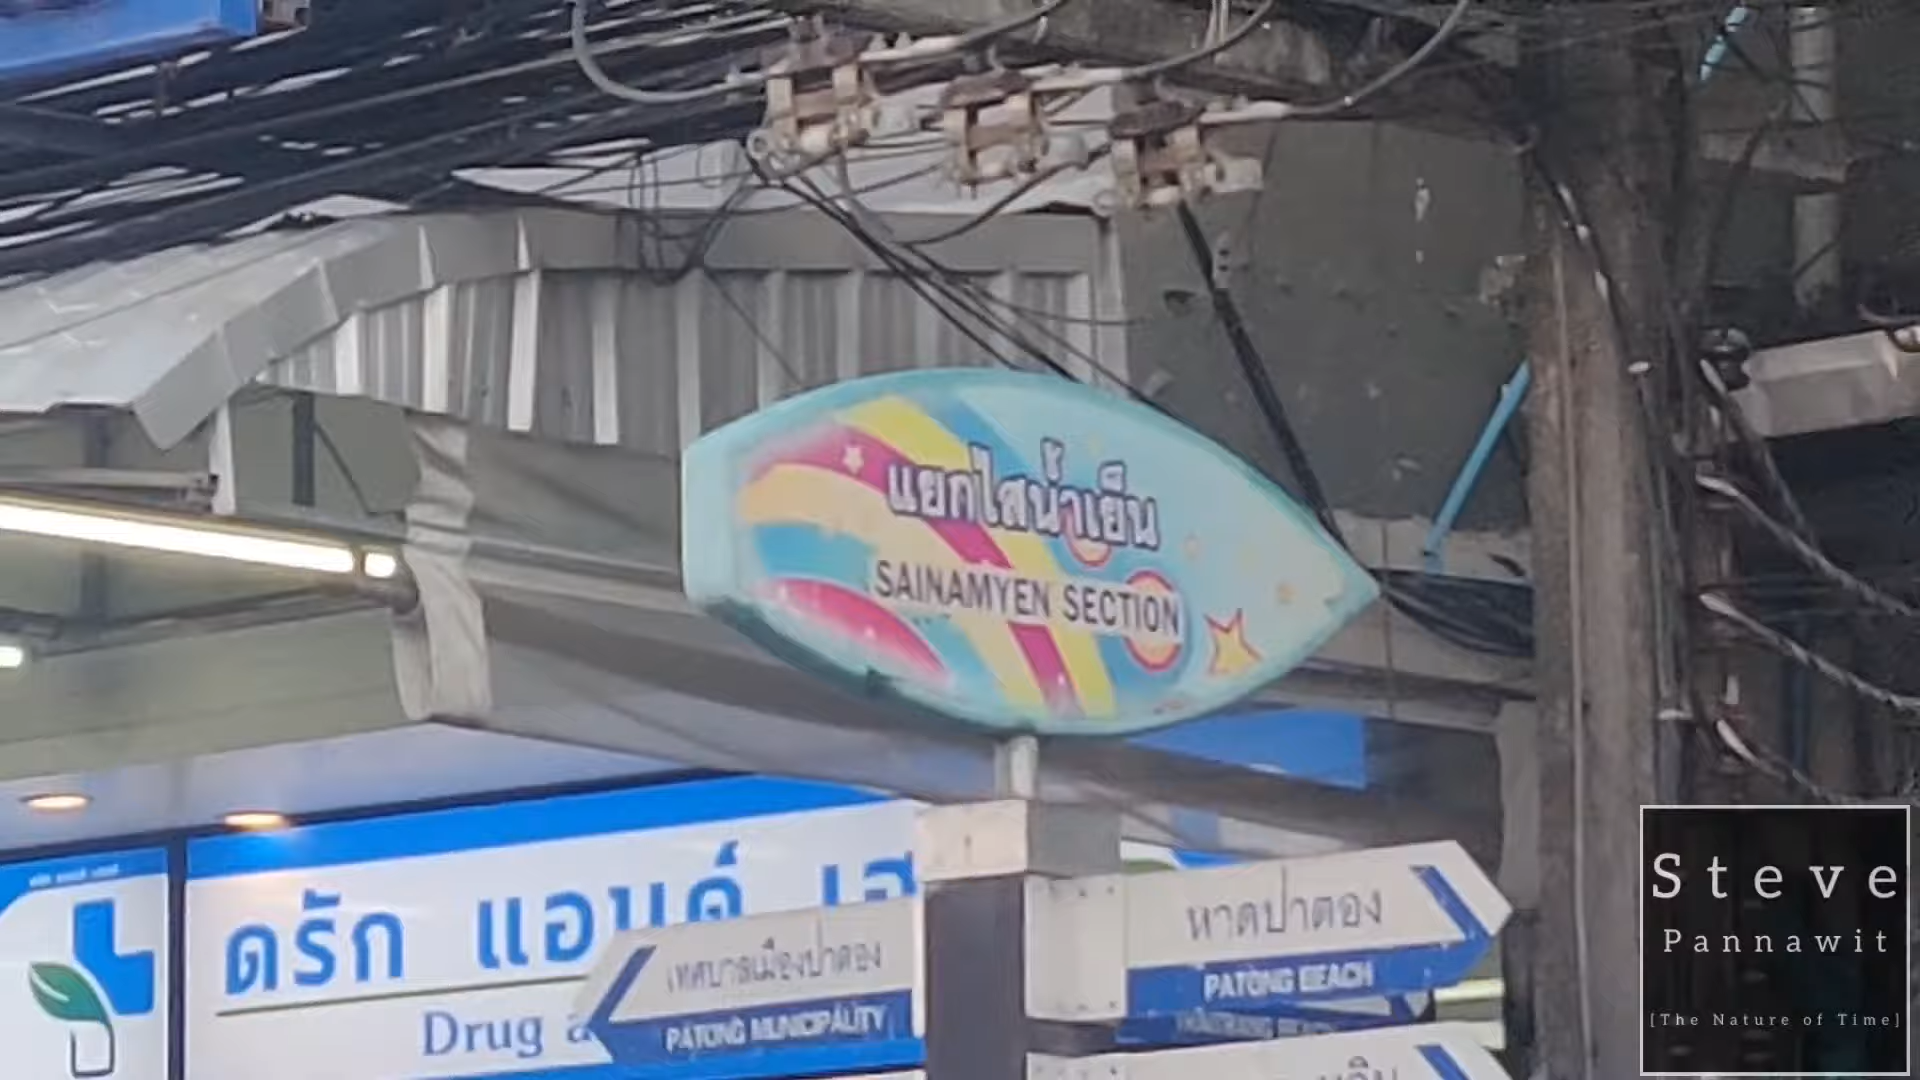 แยกไสน้ำเย็น
SAINAMYEN SECTION
ดรัก แอนด์ เฮ
Drug a
เทศบาลเมืองป่าตอง
PATONG MUNICIPALITY
หาดป่าตอง
PATONG BEACH
Steve
Pannawit
[The Nature of Time]